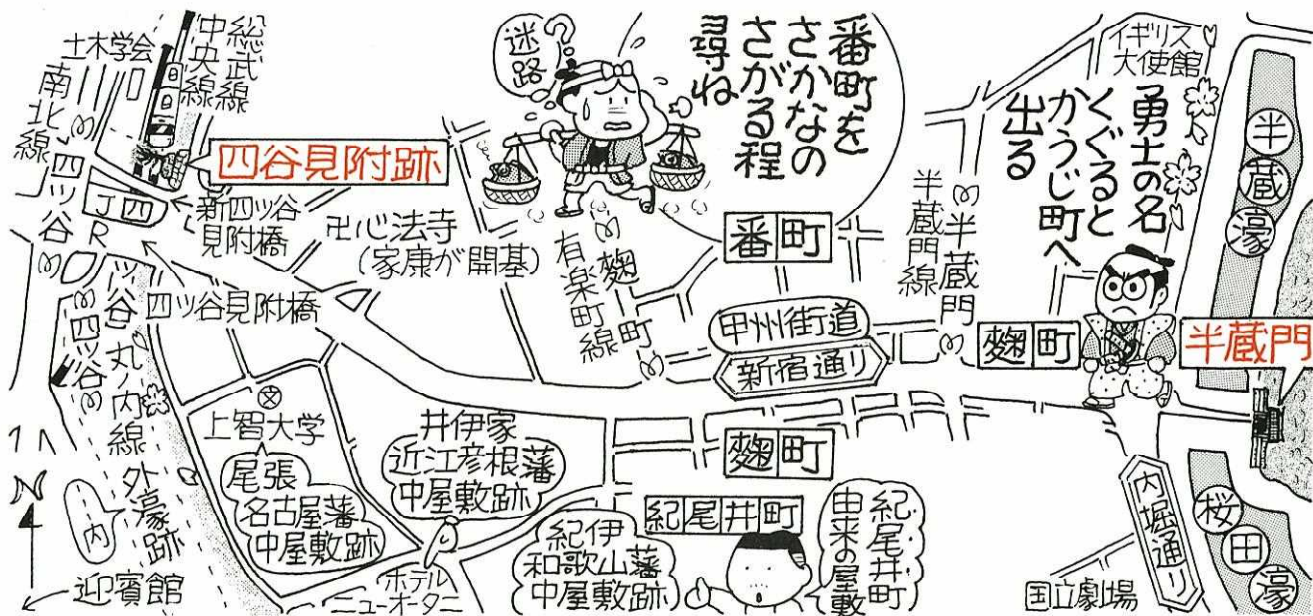 土木学会
南北線
四ツ谷
中央線
総武線
四谷見附跡
新四ツ谷
見附橋
JR
四ツ谷
四ツ谷見附橋
丸ノ内線
四ツ谷
外濠跡
内
迎賓館
N
卍心法寺
(家康が開基)
?
迷路
番町を
さかなの
さがる程
尋ね
有楽町線
麴町
番町
甲州街道
新宿通り
半蔵門線
半蔵門
麴町
イギリス
大使館
勇士の名
くぐると
かうじ町へ
出る
半蔵濠
半蔵門
文
上智大学
尾張
名古屋藩
中屋敷跡
井伊家
近江彦根藩
中屋敷跡
ホテル
ニューオータニ
麴町
紀尾井町
紀伊
和歌山藩
中屋敷跡
紀尾井町
由来の屋敷
内堀通り
国立劇場
桜田濠